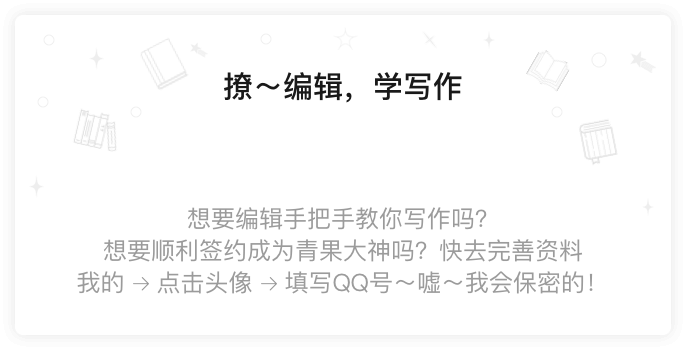 撩～编辑，学写作
想要编辑手把手教你写作吗？
想要顺利签约成为青果大神吗？快去完善资料
我的 → 点击头像 → 填写QQ号～嘘～我会保密的！